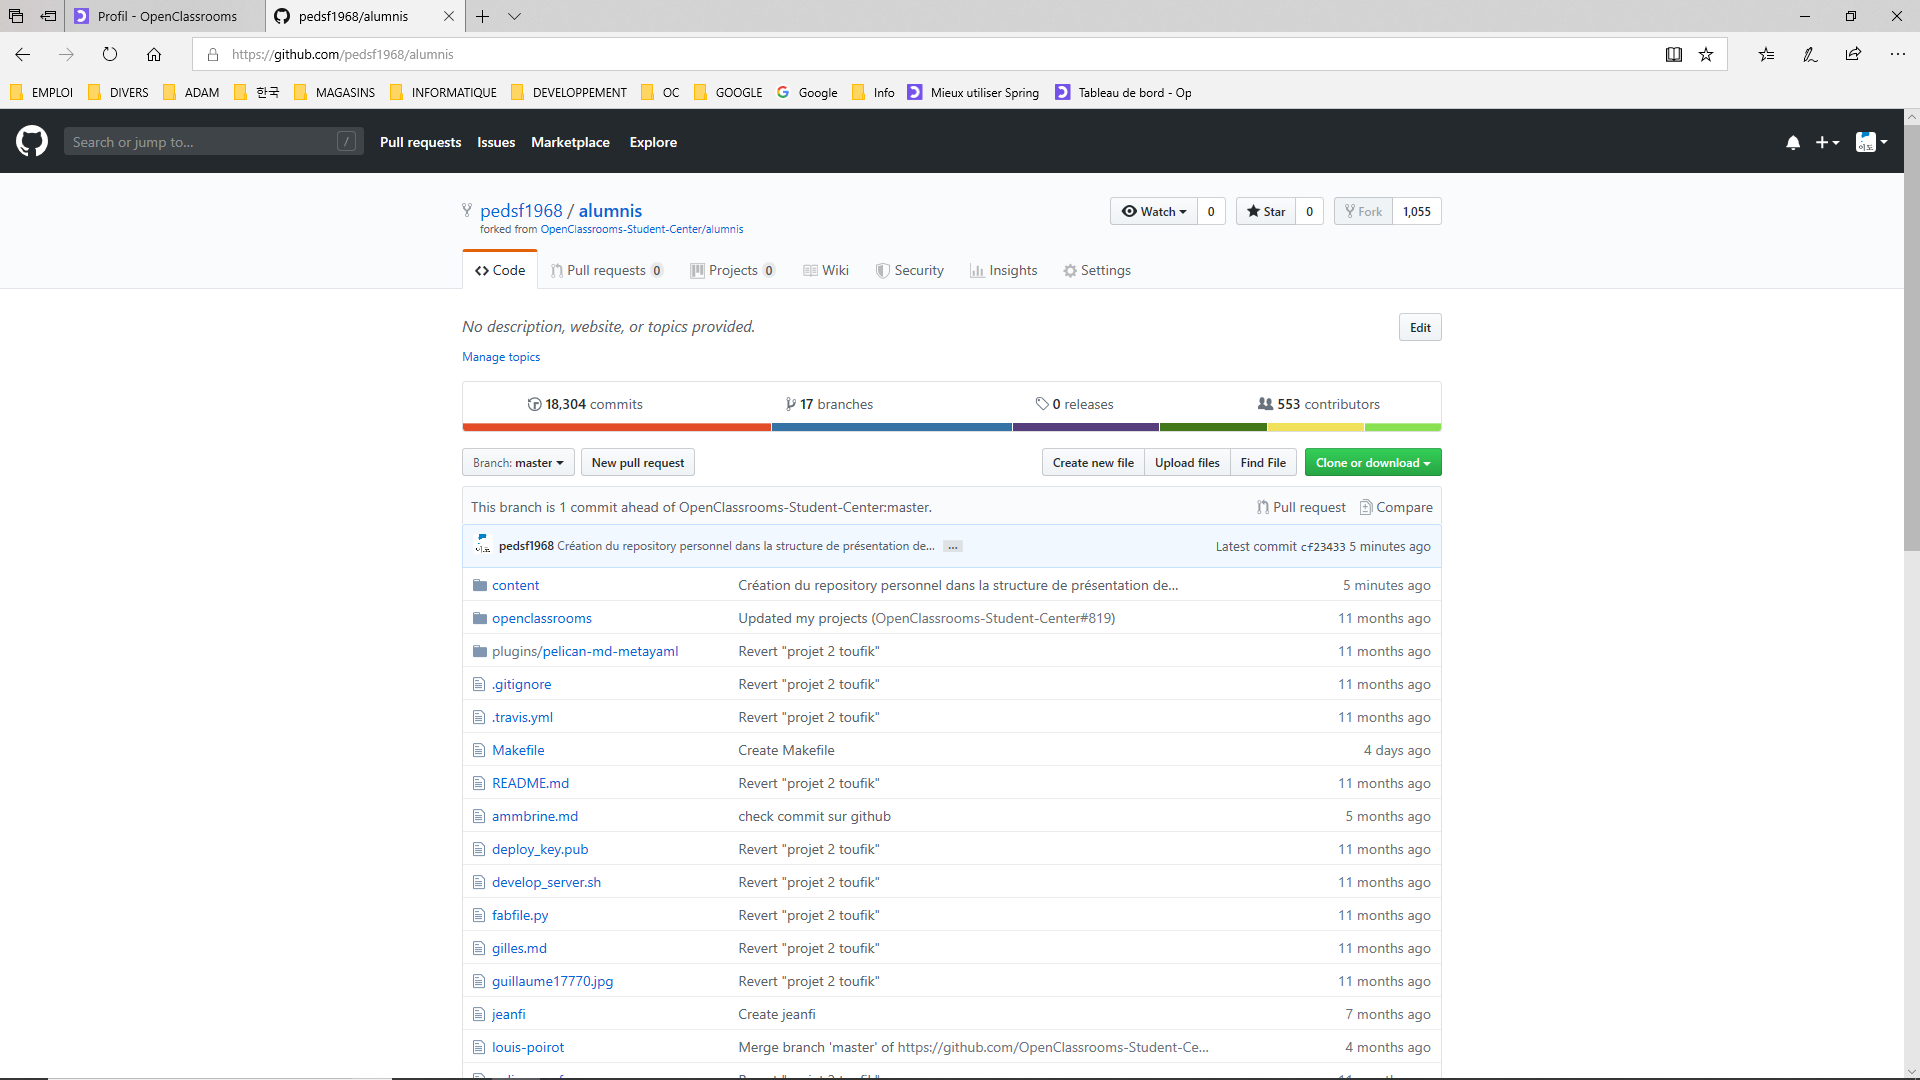 Profil - OpenClassrooms
pedsf1968/alumnis
https://github.com/pedsf1968/alumnis
EMPLOI DIVERS ADAM 한국 MAGASINS INFORMATIQUE DEVELOPPEMENT OC GOOGLE Google Info Mieux utiliser Spring Tableau de bord - Op
Search or jump to... / Pull requests Issues Marketplace Explore
pedsf1968 / alumnis
Watch 0 Star 0 Fork 1,055
forked from OpenClassrooms-Student-Center/alumnis
Code Pull requests 0 Projects 0 Wiki Security Insights Settings
No description, website, or topics provided.
Edit
Manage topics
18,304 commits 17 branches 0 releases 553 contributors
Branch: master New pull request Create new file Upload files Find File Clone or download
This branch is 1 commit ahead of OpenClassrooms-Student-Center:master. Pull request Compare
pedsf1968 Création du repository personnel dans la structure de présentation de... ... Latest commit cf23433 5 minutes ago
content Création du repository personnel dans la structure de présentation de... 5 minutes ago
openclassrooms Updated my projects (OpenClassrooms-Student-Center#819) 11 months ago
plugins/pelican-md-metayaml Revert "projet 2 toufik" 11 months ago
.gitignore Revert "projet 2 toufik" 11 months ago
.travis.yml Revert "projet 2 toufik" 11 months ago
Makefile Create Makefile 4 days ago
README.md Revert "projet 2 toufik" 11 months ago
ammbrine.md check commit sur github 5 months ago
deploy_key.pub Revert "projet 2 toufik" 11 months ago
develop_server.sh Revert "projet 2 toufik" 11 months ago
fabfile.py Revert "projet 2 toufik" 11 months ago
gilles.md Revert "projet 2 toufik" 11 months ago
guillaume17770.jpg Revert "projet 2 toufik" 11 months ago
jeanfi Create jeanfi 7 months ago
louis-poirot Merge branch 'master' of https://github.com/OpenClassrooms-Student-Ce... 4 months ago